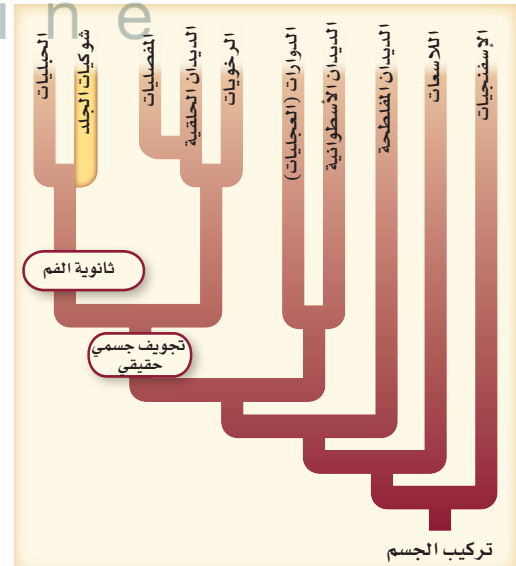 u n e
الإسفنجيات
اللاسعات
الديدان المفلطحة
الديدان الأسطوانية
الدوارات (العجليات)
الرخويات
الديدان الحلقية
المفصليات
شوكيات الجلد
الحبليات
ثانوية الفم
تجويف جسمي
حقيقي
تركيب الجسم